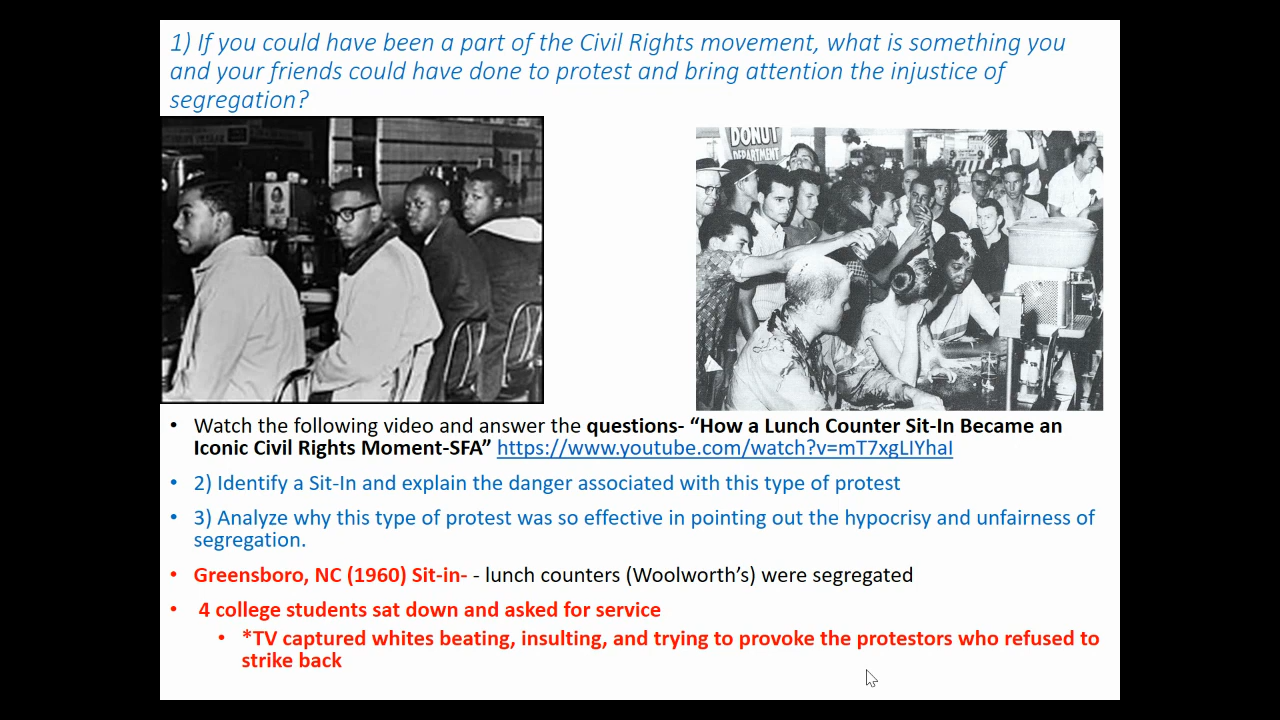 1) If you could have been a part of the Civil Rights movement, what is something you
and your friends could have done to protest and bring attention the injustice of
segregation?
DONUT
DEPARTMENT
• Watch the following video and answer the questions- “How a Lunch Counter Sit-In Became an
Iconic Civil Rights Moment-SFA” https://www.youtube.com/watch?v=mT7xgLIYhaI
• 2) Identify a Sit-In and explain the danger associated with this type of protest
• 3) Analyze why this type of protest was so effective in pointing out the hypocrisy and unfairness of
segregation.
• Greensboro, NC (1960) Sit-in- - lunch counters (Woolworth’s) were segregated
• 4 college students sat down and asked for service
• *TV captured whites beating, insulting, and trying to provoke the protestors who refused to
strike back